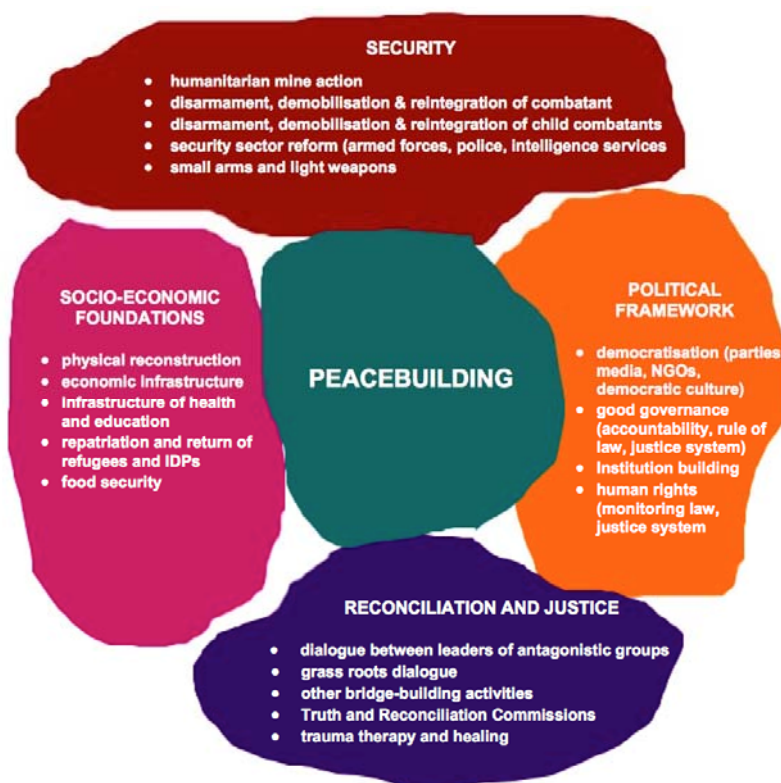 SECURITY
• humanitarian mine action
• disarmament, demobilisation & reintegration of combatant
• disarmament, demobilisation & reintegration of child combatants
• security sector reform (armed forces, police, intelligence services
• small arms and light weapons
SOCIO-ECONOMIC
FOUNDATIONS
• physical reconstruction
• economic infrastructure
• infrastructure of health
and education
• repatriation and return of
refugees and IDPs
• food security
PEACEBUILDING
POLITICAL
FRAMEWORK
• democratisation (parties
media, NGOs,
democratic culture)
• good governance
(accountability, rule of
law, justice system)
• Institution building
• human rights
(monitoring law,
justice system
RECONCILIATION AND JUSTICE
• dialogue between leaders of antagonistic groups
• grass roots dialogue
• other bridge-building activities
• Truth and Reconciliation Commissions
• trauma therapy and healing